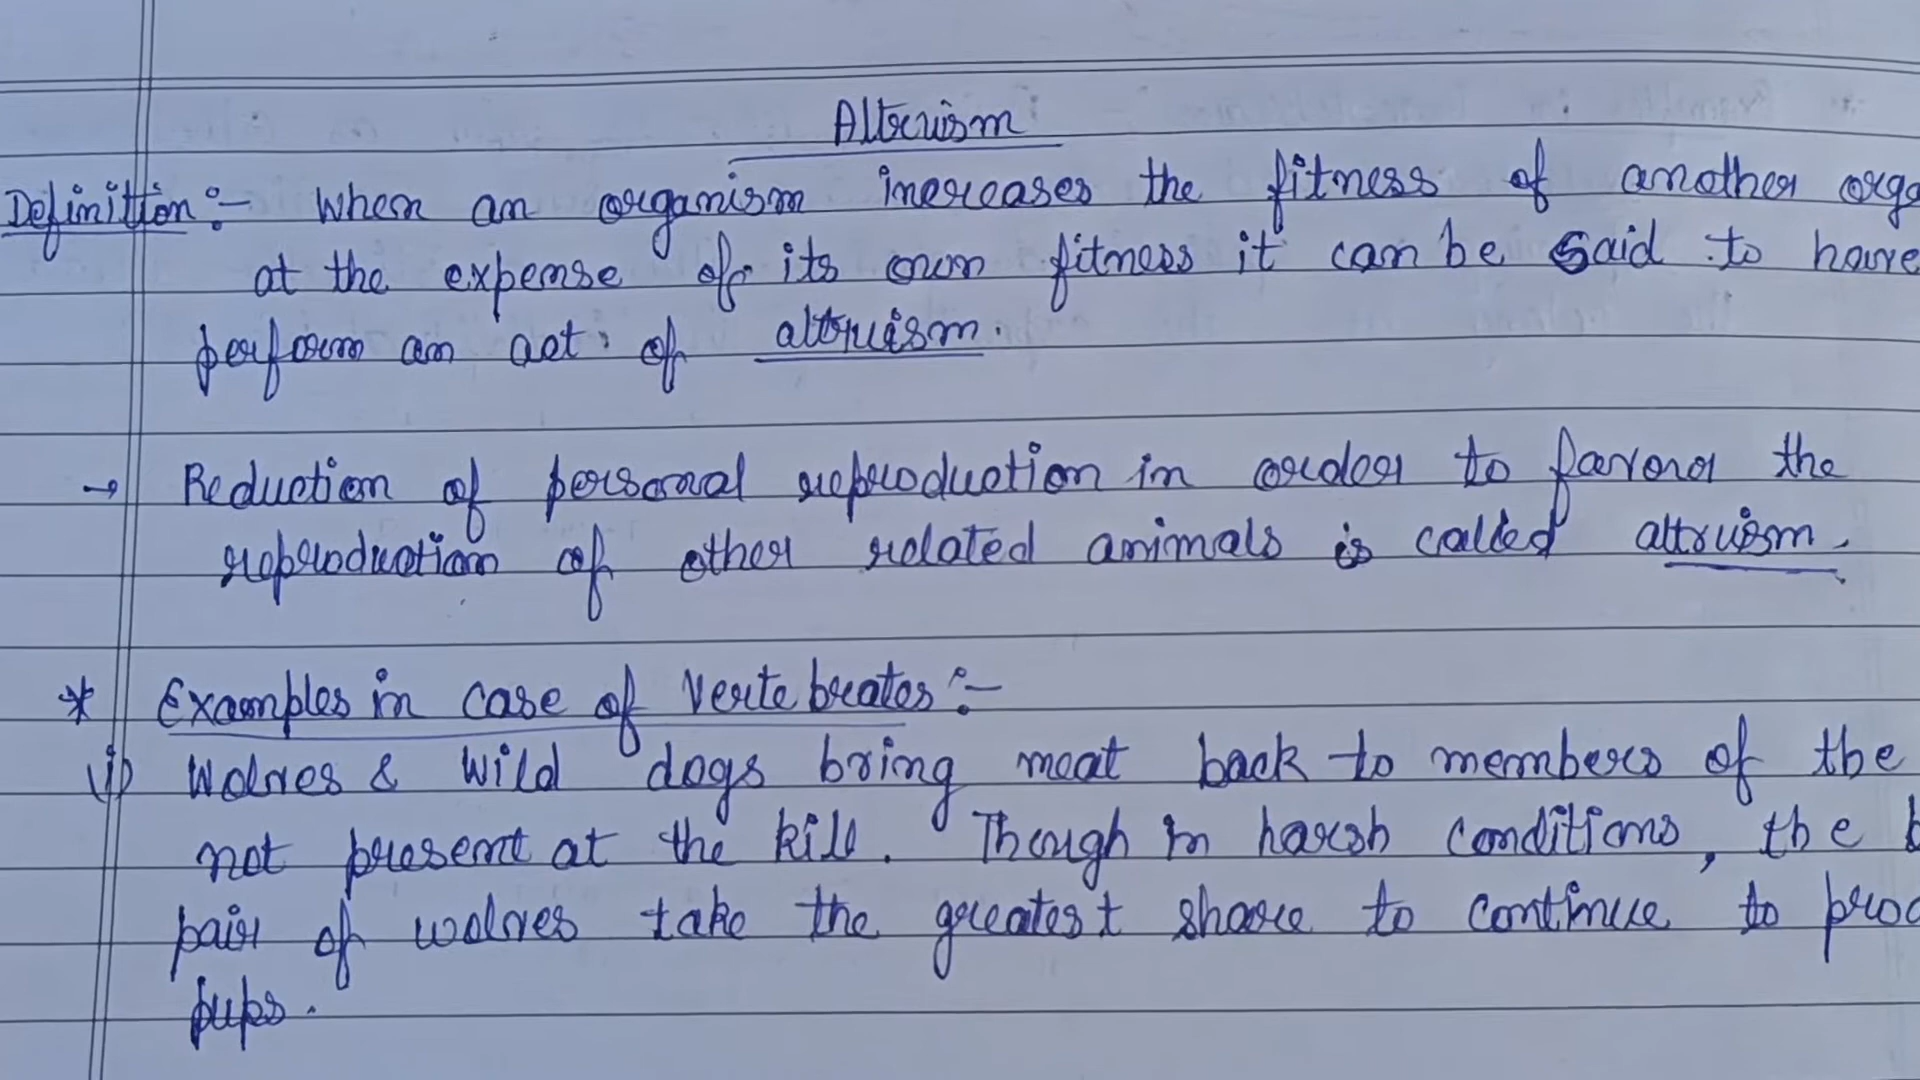 Altruism
Definition :- When an organism increases the fitness of another orga
at the expense of its own fitness it can be said to have
perform an act of altruism.
→ Reduction of personal reproduction in order to favour the
reproduction of other related animals is called altruism.
* Examples in case of Vertebrates :-
i) Wolves & Wild dogs bring meat back to members of the
not present at the kill. Though in harsh conditions, the
pair of wolves take the greatest share to continue to proc
pups.